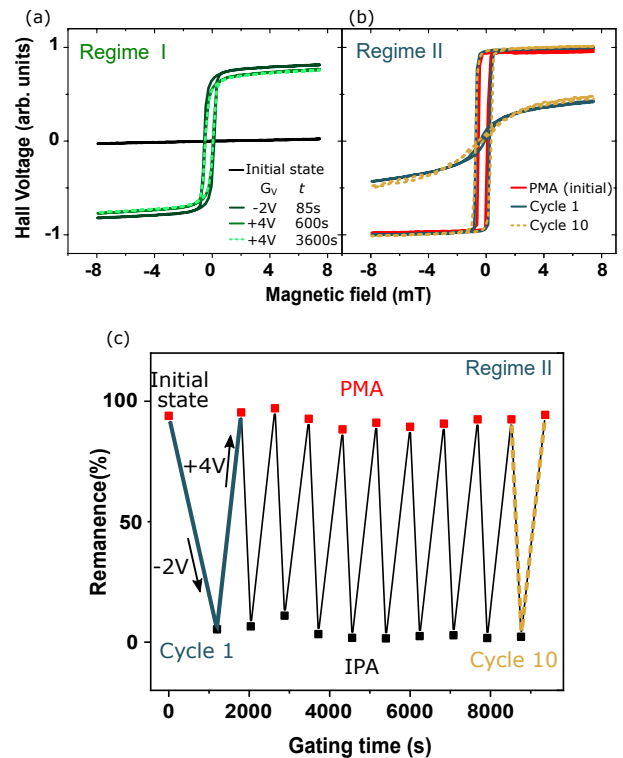 (a)
(b)
Hall Voltage (arb. units)
1
0
-1
Regime I
Initial state
Gv t
-2V 85s
+4V 600s
+4V 3600s
-8 -4 0 4 8
Regime II
PMA (initial)
Cycle 1
Cycle 10
-8 -4 0 4 8
Magnetic field (mT)
(c)
Remanence(%)
100
50
0
Initial
state
PMA
Regime II
+4V
-2V
Cycle 1
IPA
Cycle 10
0 2000 4000 6000 8000
Gating time (s)